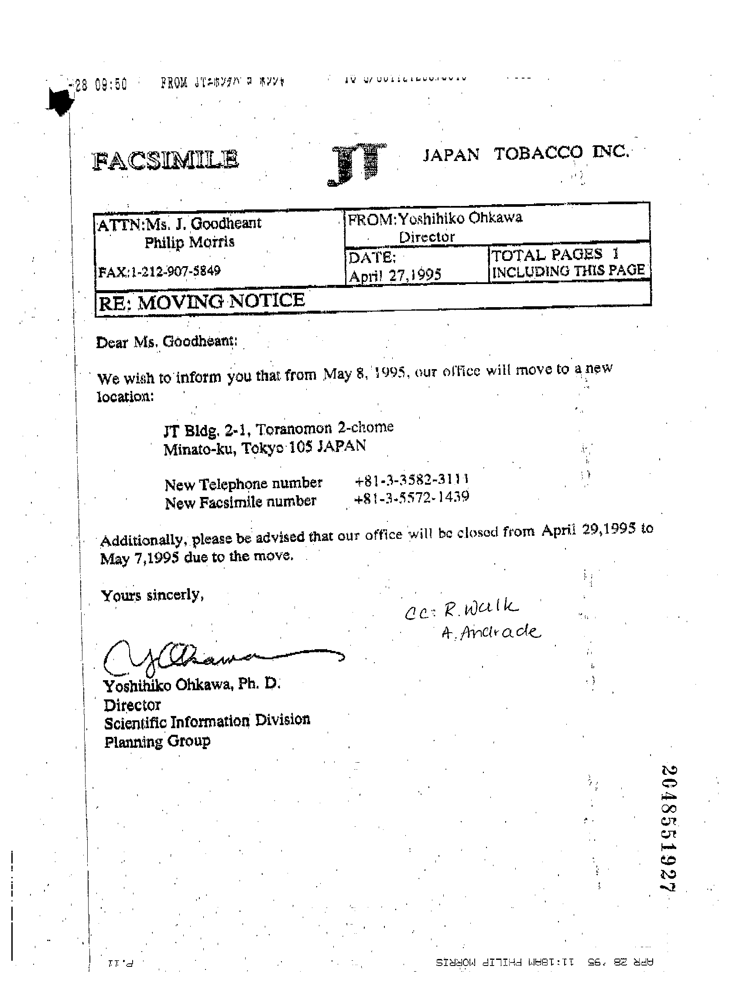 -28 09:50 FROM JT
FACSIMILE JT JAPAN TOBACCO INC.
ATTN:Ms. J. Goodheant
Philip Morris
FAX:1-212-907-5849
FROM:Yoshihiko Ohkawa
Director
DATE:
April 27,1995
TOTAL PAGES 1
INCLUDING THIS PAGE
RE: MOVING NOTICE
Dear Ms. Goodheant:
We wish to inform you that from May 8, 1995, our office will move to a new
location:
JT Bldg. 2-1, Toranomon 2-chome
Minato-ku, Tokyo 105 JAPAN
New Telephone number +81-3-3582-3111
New Facsimile number +81-3-5572-1439
Additionally, please be advised that our office will be closed from April 29,1995 to
May 7,1995 due to the move.
Yours sincerly,
cc: R. Walk
A. Andrade
YOhkawa
Yoshihiko Ohkawa, Ph. D.
Director
Scientific Information Division
Planning Group
2048551927
APR 28 '95 11:18AM PHILIP MORRIS P.11